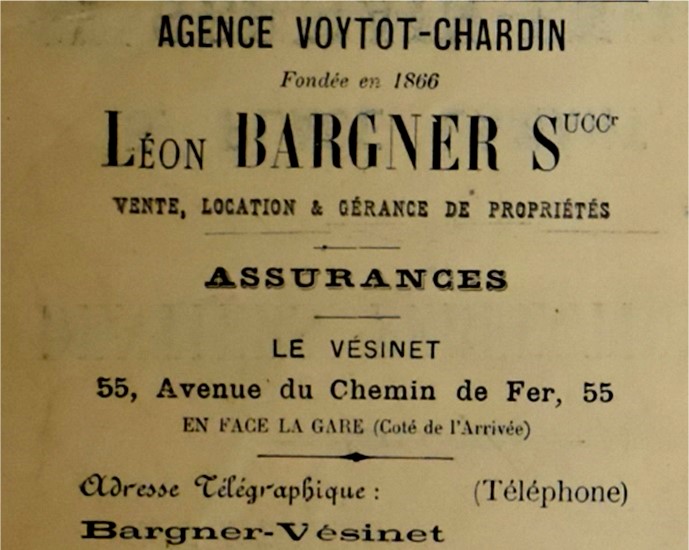 AGENCE VOYTOT-CHARDIN
Fondée en 1866
LÉON BARGNER SUCCr
VENTE, LOCATION & GÉRANCE DE PROPRIÉTÉS
ASSURANCES
LE VÉSINET
55, Avenue du Chemin de Fer, 55
EN FACE LA GARE (Coté de l'Arrivée)
Adresse Télégraphique : (Téléphone)
Bargner-Vésinet